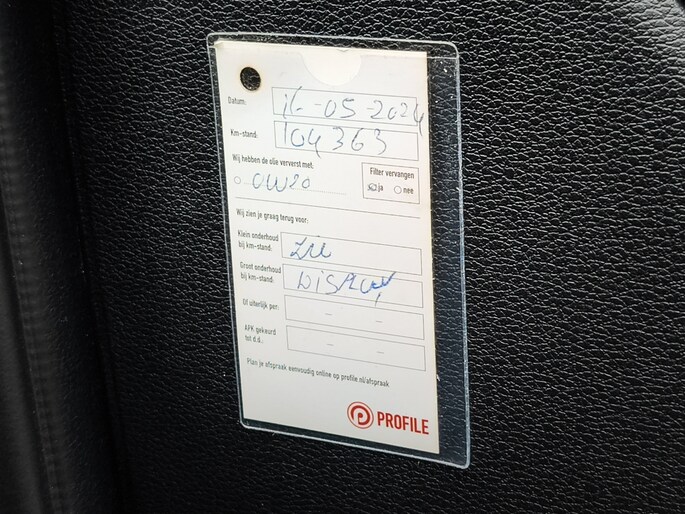 Datum: 16-05-2024
Km-stand: 104363
Wij hebben de olie ververst met: Filter vervangen
0W20 ja nee
Wij zien je graag terug voor:
Klein onderhoud
bij km-stand: zie
Groot onderhoud
bij km-stand: DISPLAY
Of uiterlijk per: – –
APK gekeurd
tot d.d.: – –
Plan je afspraak eenvoudig online op profile.nl/afspraak
PROFILE